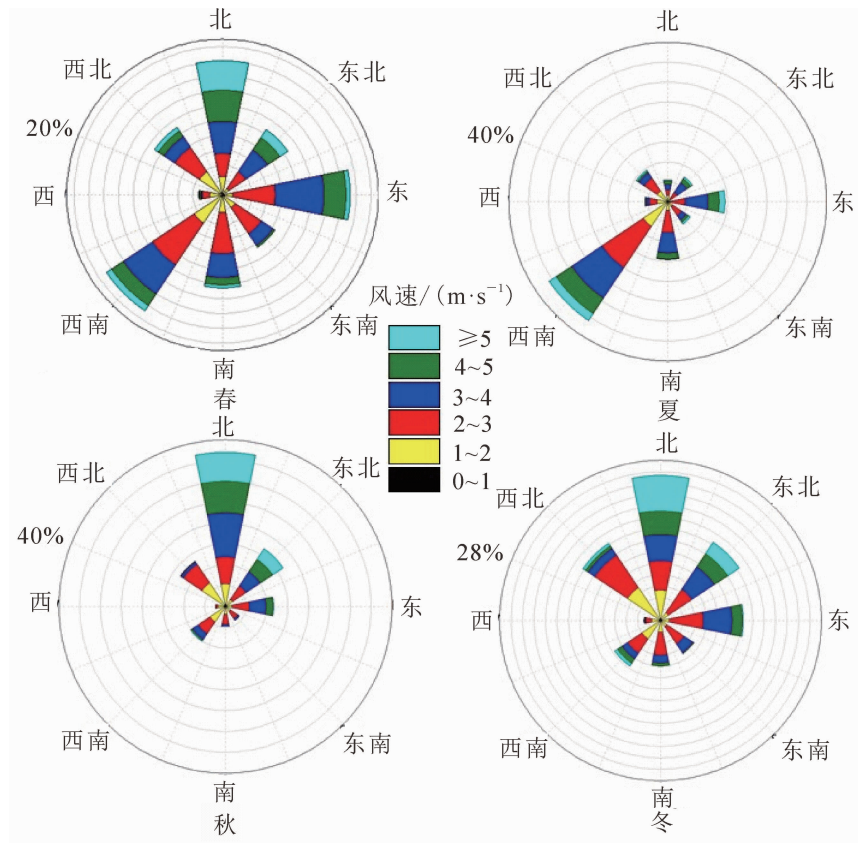 北
西北
东北
20%
西
东
西南
东南
南
春
北
西北
东北
40%
西
东
西南
东南
南
夏
风速/(m·s⁻¹)
≥5
4~5
3~4
2~3
1~2
0~1
北
西北
东北
40%
西
东
西南
东南
南
秋
北
西北
东北
28%
西
东
西南
东南
南
冬